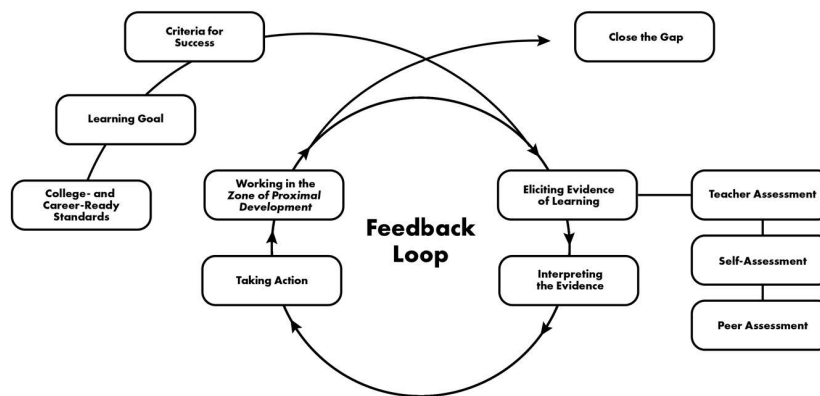 Criteria for
Success
Close the Gap
Learning Goal
College- and
Career-Ready
Standards
Working in the
Zone of Proximal
Development
Eliciting Evidence
of Learning
Teacher Assessment
Feedback
Loop
Taking Action
Interpreting
the Evidence
Self-Assessment
Peer Assessment